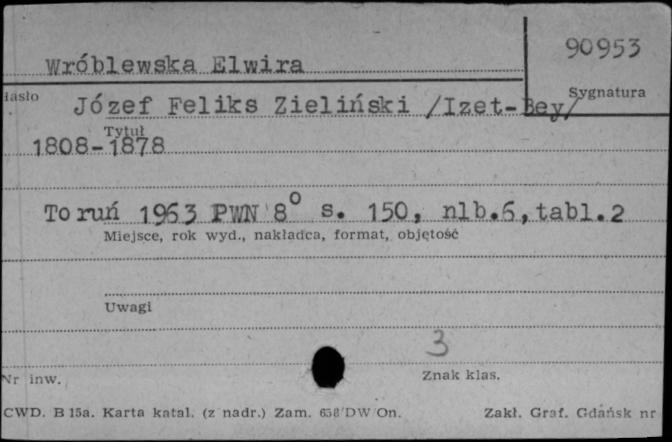 90953
Wróblewska Elwira
Hasło
Sygnatura
Józef Feliks Zieliński /Izet-Bey/
Tytuł
1808-1878
Toruń 1963 PWN 8° s. 150, nlb.6, tabl.2
Miejsce, rok wyd., nakładca, format, objętość
Uwagi
3
Nr inw.
Znak klas.
CWD. B 15a. Karta katal. (z nadr.) Zam. 658/DW/On. Zakł. Graf. Gdańsk nr